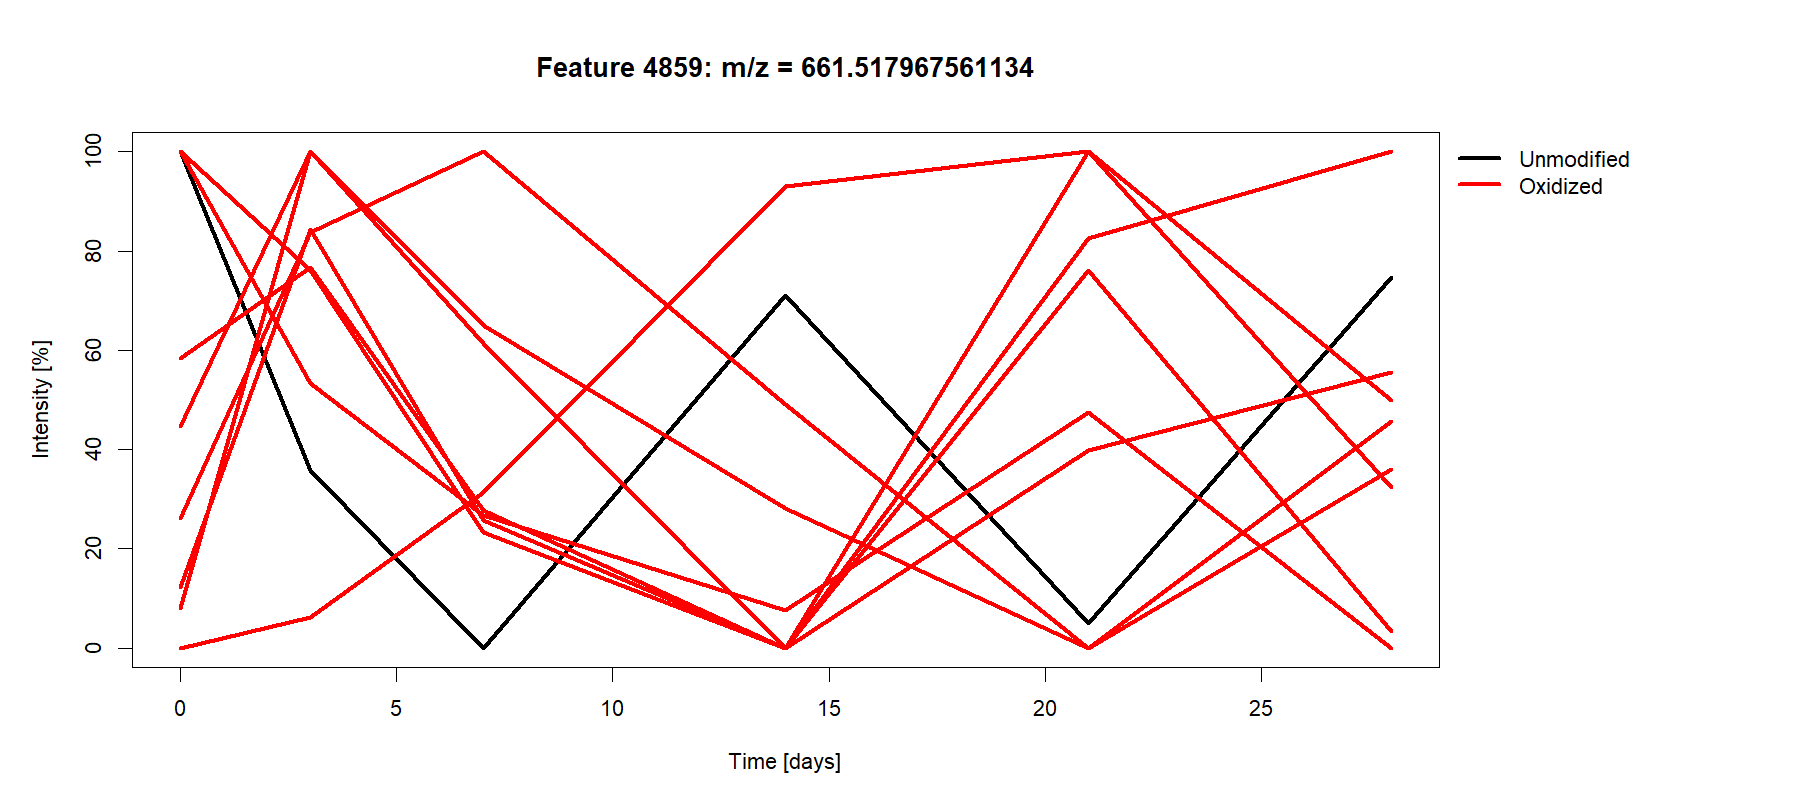 Feature 4859: m/z = 661.517967561134
Unmodified
Oxidized
Intensity [%]
100
80
60
40
20
0
0 5 10 15 20 25
Time [days]